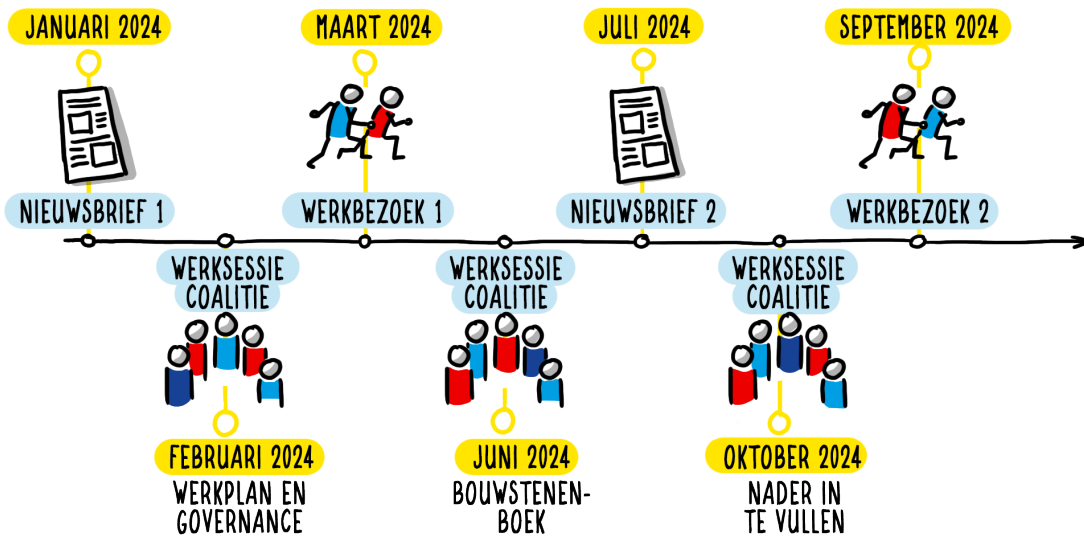 JANUARI 2024
MAART 2024
JULI 2024
SEPTEMBER 2024
NIEUWSBRIEF 1
WERKBEZOEK 1
NIEUWSBRIEF 2
WERKBEZOEK 2
WERKSESSIE
COALITIE
WERKSESSIE
COALITIE
WERKSESSIE
COALITIE
FEBRUARI 2024
WERKPLAN EN
GOVERNANCE
JUNI 2024
BOUWSTENEN-
BOEK
OKTOBER 2024
NADER IN
TE VULLEN